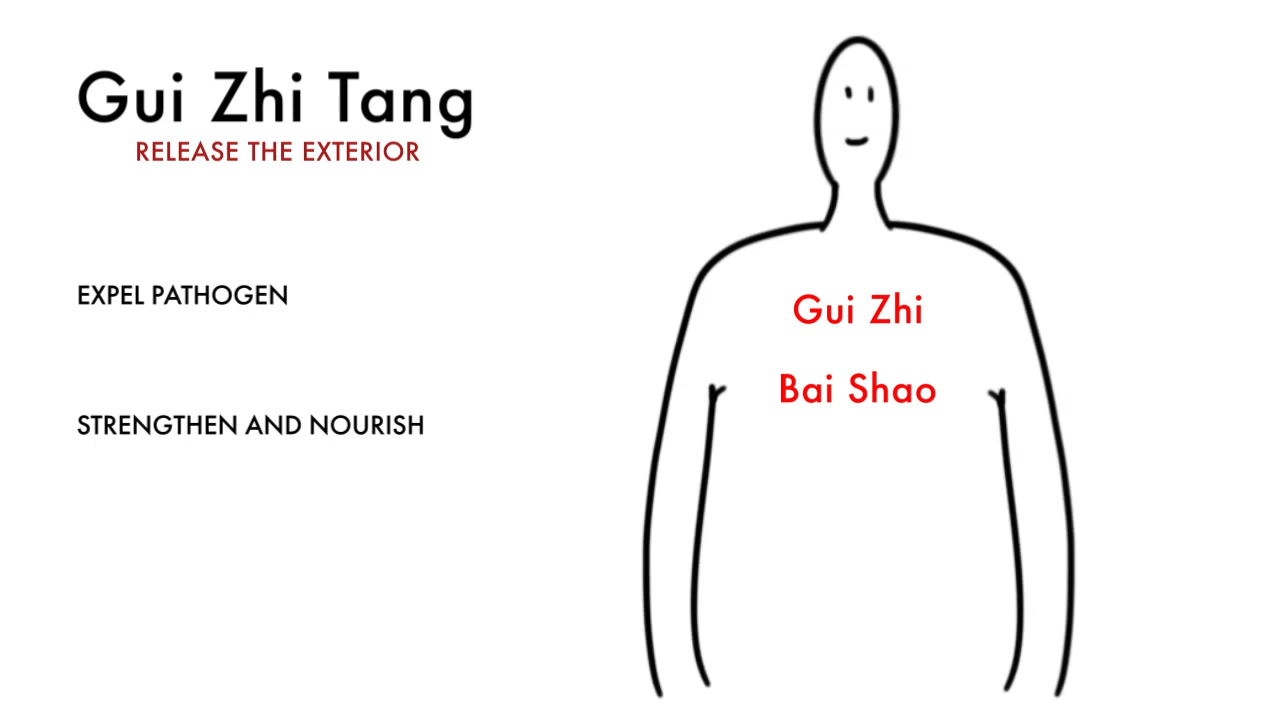 Gui Zhi Tang
RELEASE THE EXTERIOR
EXPEL PATHOGEN
STRENGTHEN AND NOURISH
Gui Zhi
Bai Shao